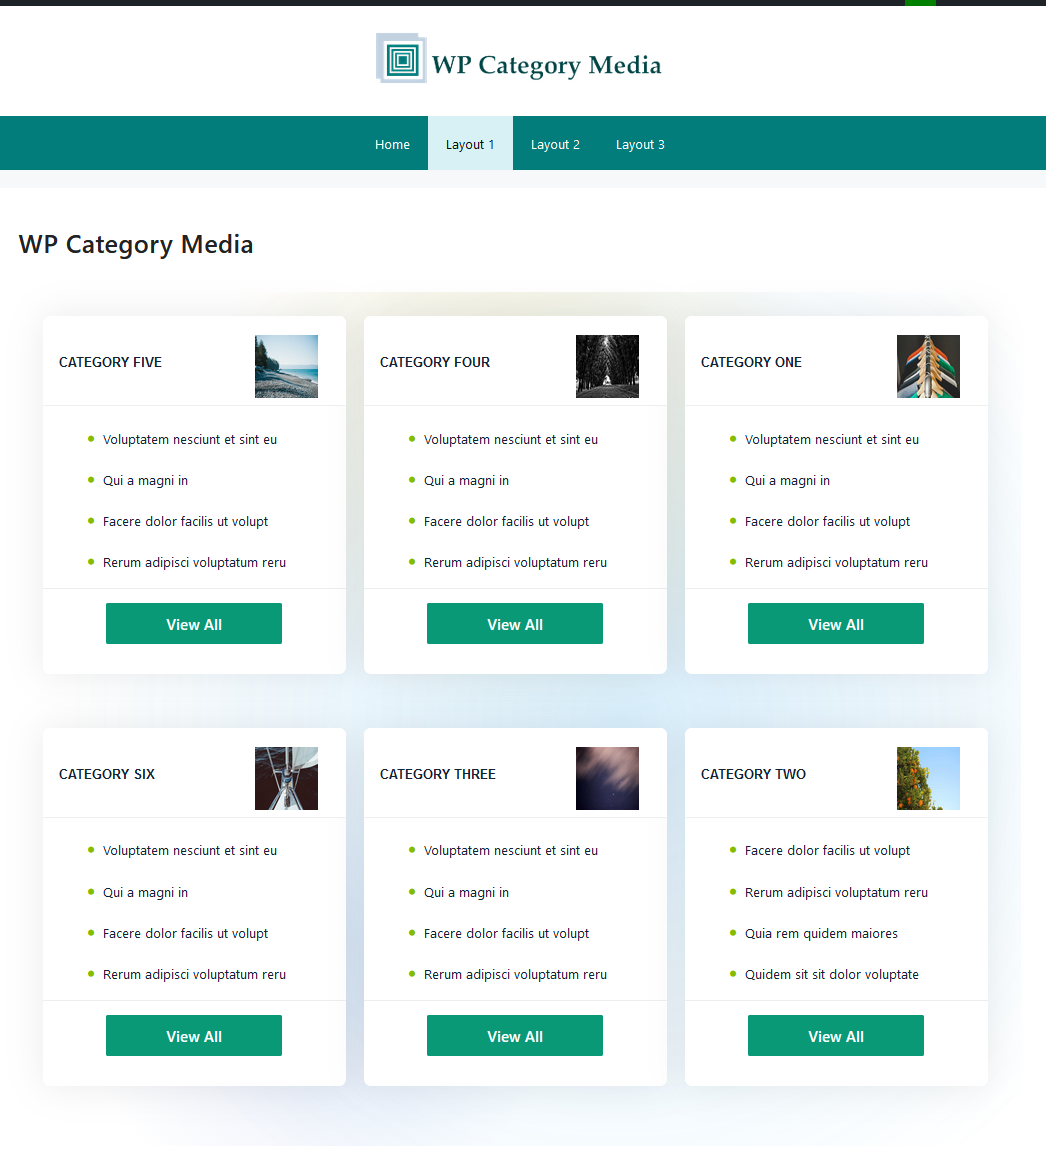 WP Category Media
Home Layout 1 Layout 2 Layout 3
WP Category Media
CATEGORY FIVE
Voluptatem nesciunt et sint eu
Qui a magni in
Facere dolor facilis ut volupt
Rerum adipisci voluptatum reru
View All
CATEGORY FOUR
Voluptatem nesciunt et sint eu
Qui a magni in
Facere dolor facilis ut volupt
Rerum adipisci voluptatum reru
View All
CATEGORY ONE
Voluptatem nesciunt et sint eu
Qui a magni in
Facere dolor facilis ut volupt
Rerum adipisci voluptatum reru
View All
CATEGORY SIX
Voluptatem nesciunt et sint eu
Qui a magni in
Facere dolor facilis ut volupt
Rerum adipisci voluptatum reru
View All
CATEGORY THREE
Voluptatem nesciunt et sint eu
Qui a magni in
Facere dolor facilis ut volupt
Rerum adipisci voluptatum reru
View All
CATEGORY TWO
Facere dolor facilis ut volupt
Rerum adipisci voluptatum reru
Quia rem quidem maiores
Quidem sit sit dolor voluptate
View All